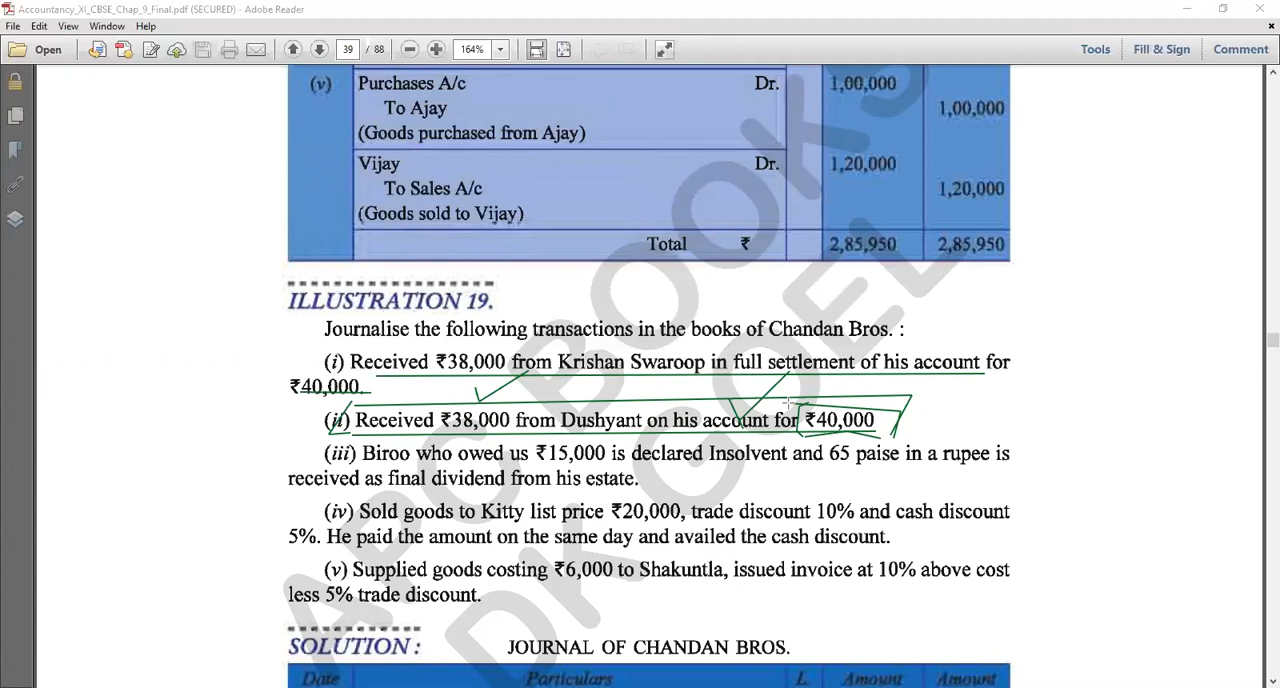 Accountancy_XI_CBSE_Chap_9_Final.pdf (SECURED) - Adobe Reader
File Edit View Window Help
Open 39 / 88 164% Tools Fill & Sign Comment
(v) Purchases A/c Dr. 1,00,000
To Ajay 1,00,000
(Goods purchased from Ajay)
Vijay Dr. 1,20,000
To Sales A/c 1,20,000
(Goods sold to Vijay)
Total ₹ 2,85,950 2,85,950
ILLUSTRATION 19.
Journalise the following transactions in the books of Chandan Bros. :
(i) Received ₹38,000 from Krishan Swaroop in full settlement of his account for
₹40,000.
(ii) Received ₹38,000 from Dushyant on his account for ₹40,000
(iii) Biroo who owed us ₹15,000 is declared Insolvent and 65 paise in a rupee is
received as final dividend from his estate.
(iv) Sold goods to Kitty list price ₹20,000, trade discount 10% and cash discount
5%. He paid the amount on the same day and availed the cash discount.
(v) Supplied goods costing ₹6,000 to Shakuntla, issued invoice at 10% above cost
less 5% trade discount.
SOLUTION : JOURNAL OF CHANDAN BROS.
Date Particulars L. Amount Amount
APC BOOKS
DK GOEL